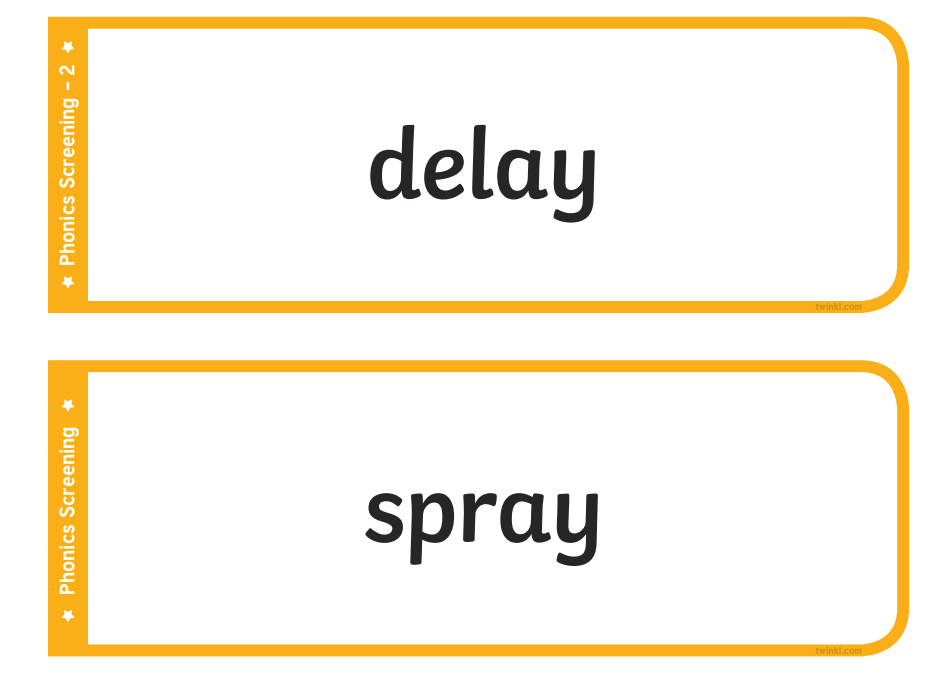 Phonics Screening - 2
delay
twinkl.com
Phonics Screening
spray
twinkl.com